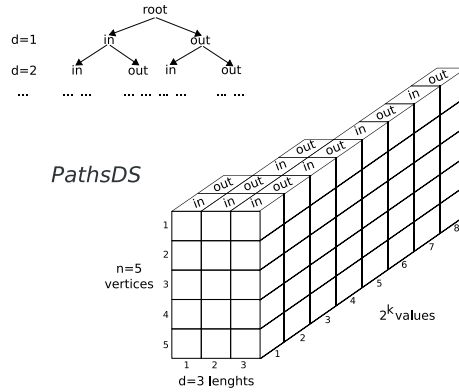 root
d=1 in out
d=2 in out in out
... ... ... ... ... ... ... ...
out
in
out
in
out out
in in
PathsDS out out out
in in in
1
2
n=5 3
vertices
4
5
1 2 3 4 5 6 7 8
2^k values
1 2 3
d=3 lenghts